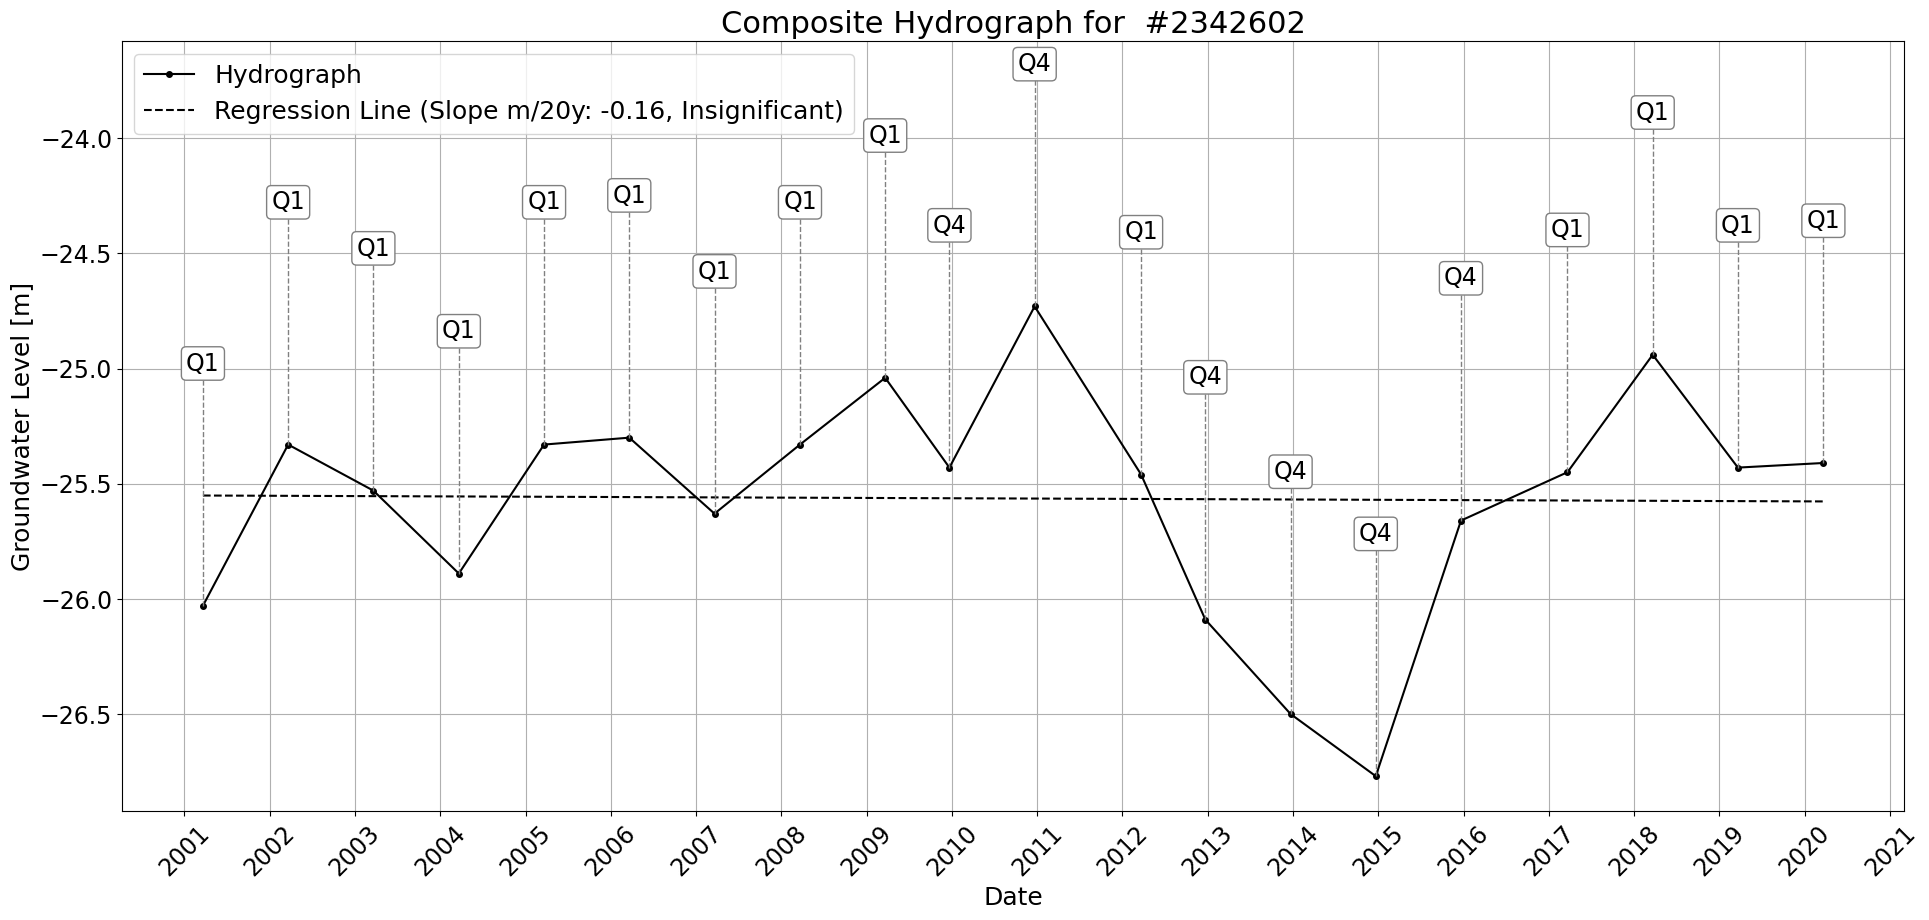 Composite Hydrograph for  #2342602
Hydrograph
Regression Line (Slope m/20y: -0.16, Insignificant)
Groundwater Level [m]
−24.0
−24.5
−25.0
−25.5
−26.0
−26.5
Q1
Q1
Q1
Q1
Q1
Q1
Q1
Q1
Q1
Q4
Q4
Q1
Q4
Q4
Q4
Q4
Q1
Q1
Q1
Q1
2001
2002
2003
2004
2005
2006
2007
2008
2009
2010
2011
2012
2013
2014
2015
2016
2017
2018
2019
2020
2021
Date